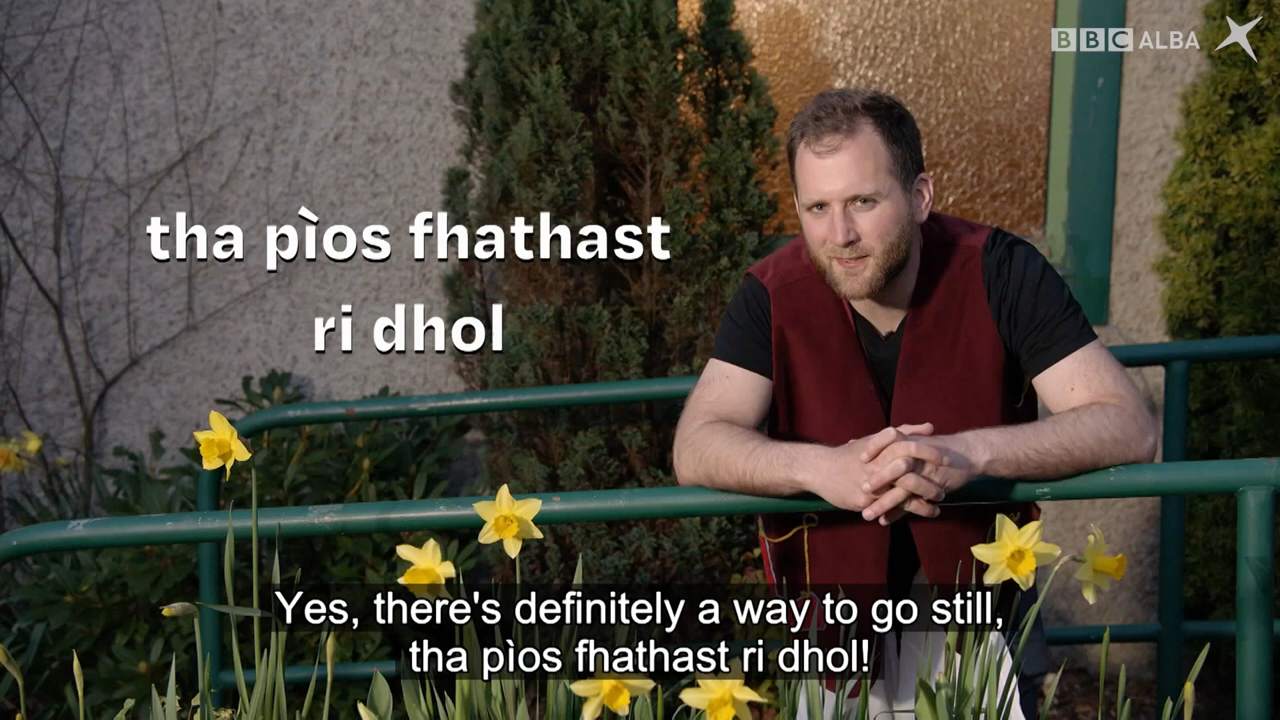 BBC ALBA
tha pìos fhathast
ri dhol
Yes, there's definitely a way to go still,
tha pìos fhathast ri dhol!